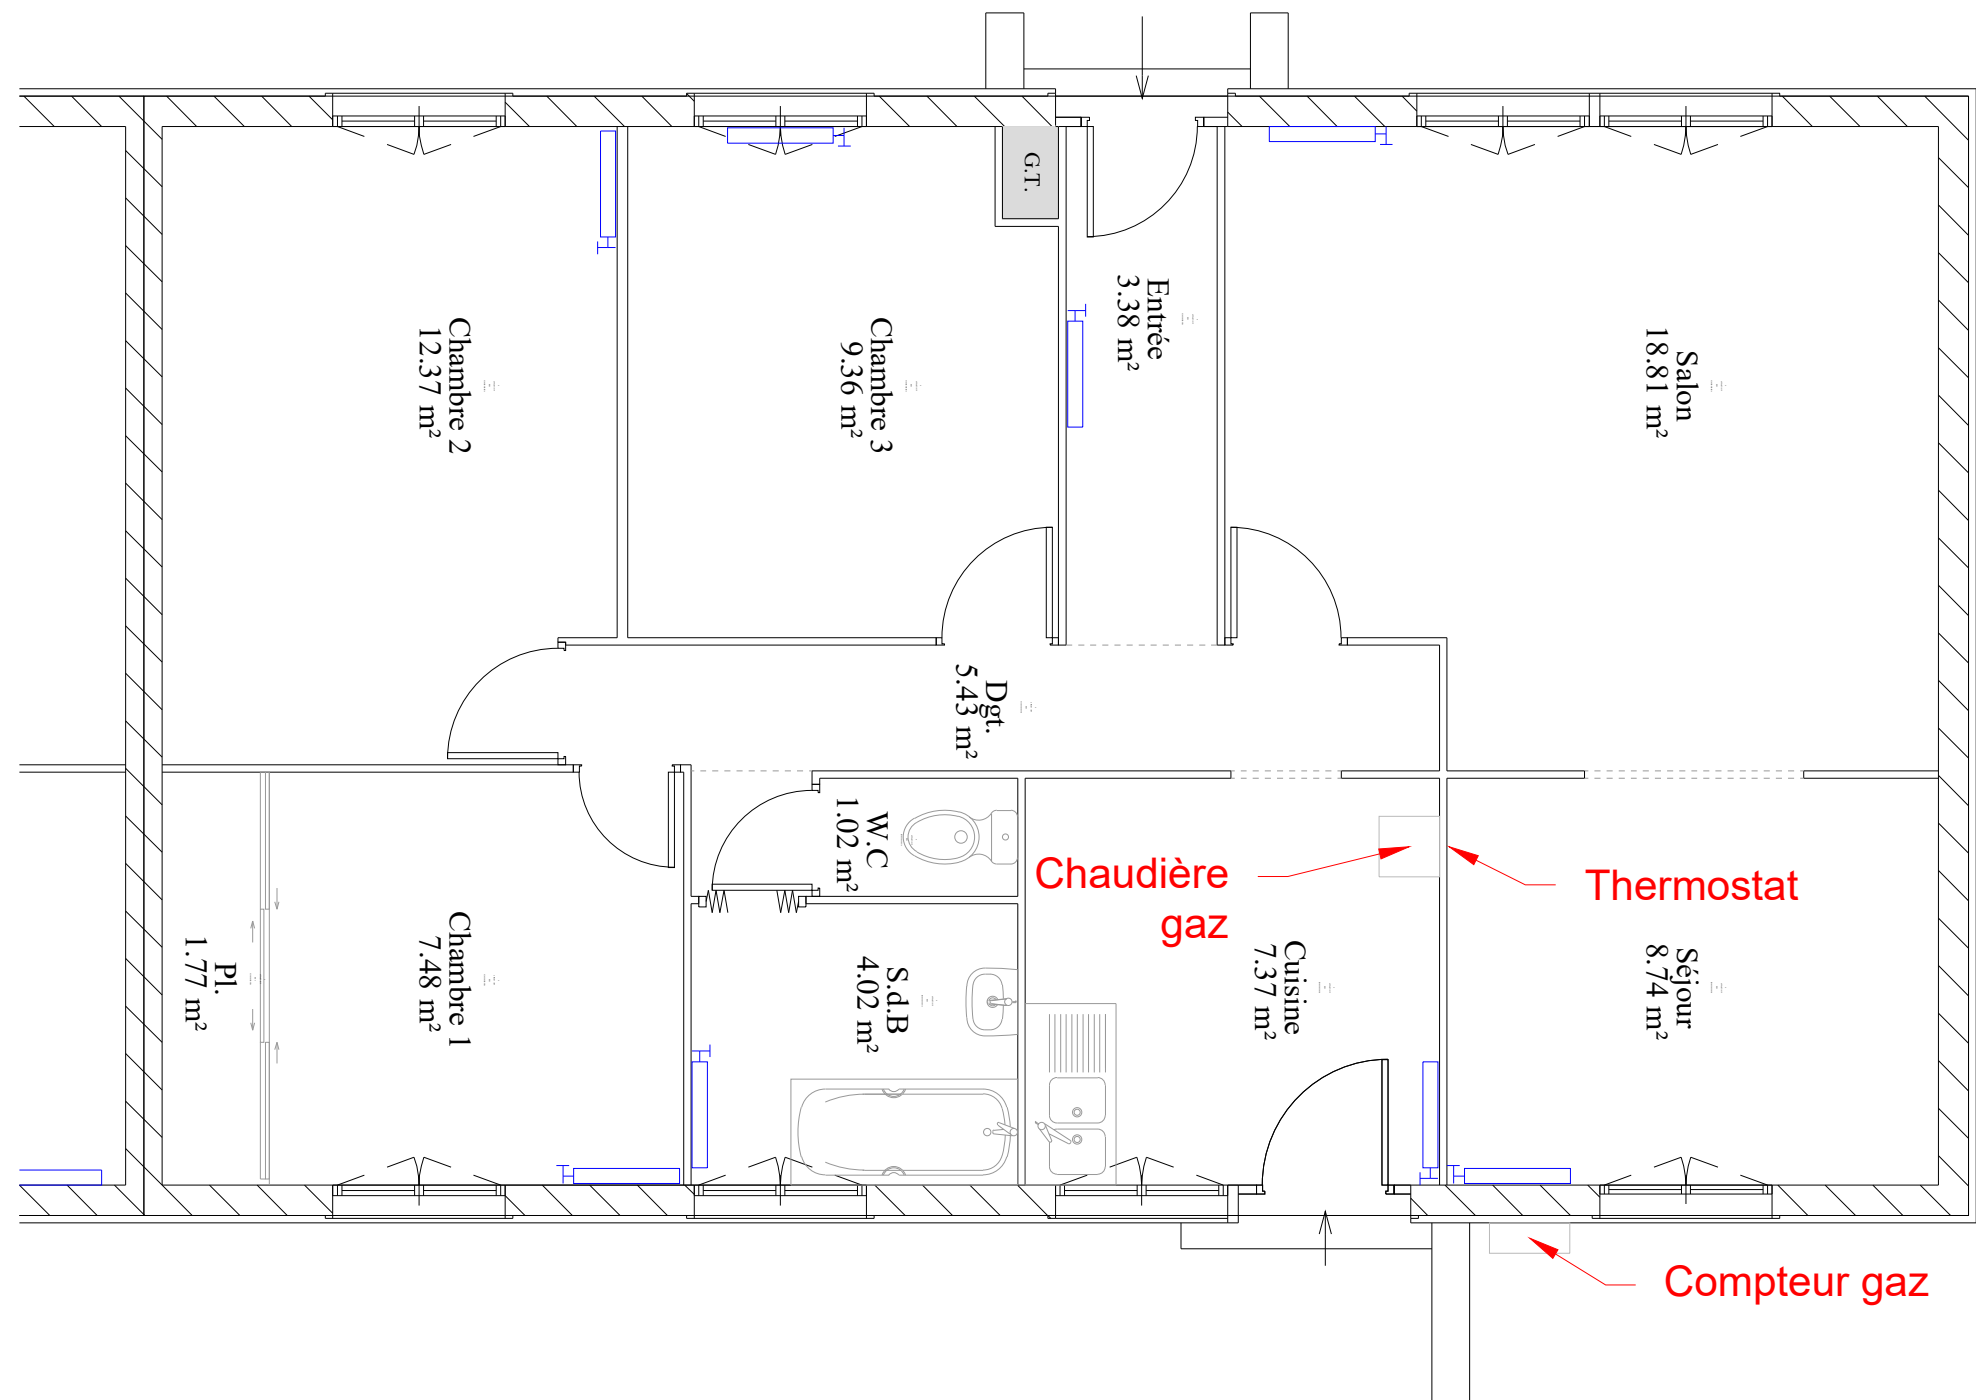 G.T.
Entrée
3.38 m²
Chambre 2
12.37 m²
Chambre 3
9.36 m²
Salon
18.81 m²
Dgt.
5.43 m²
W.C
1.02 m²
Chaudière
gaz
Thermostat
Pl.
1.77 m²
Chambre 1
7.48 m²
S.d.B
4.02 m²
Cuisine
7.37 m²
Séjour
8.74 m²
Compteur gaz